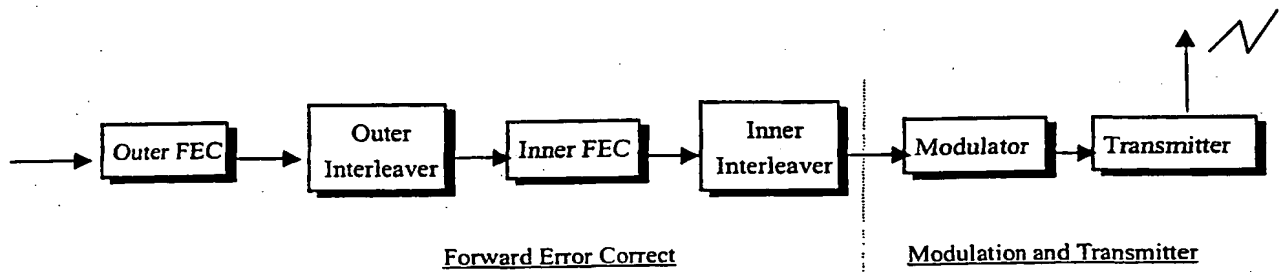 Outer FEC
Outer
Interleaver
Inner FEC
Inner
Interleaver
Modulator
Transmitter
Forward Error Correct
Modulation and Transmitter